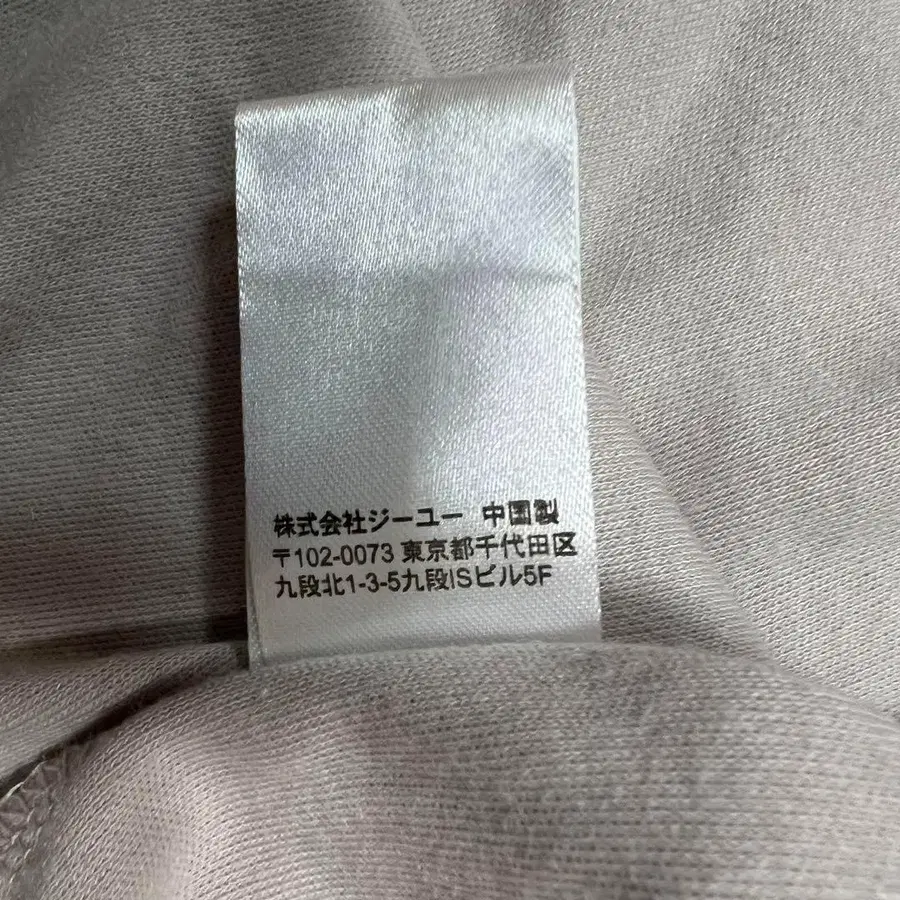 株式会社ジーユー 中国製
〒102-0073 東京都千代田区
九段北1-3-5九段ISビル5F